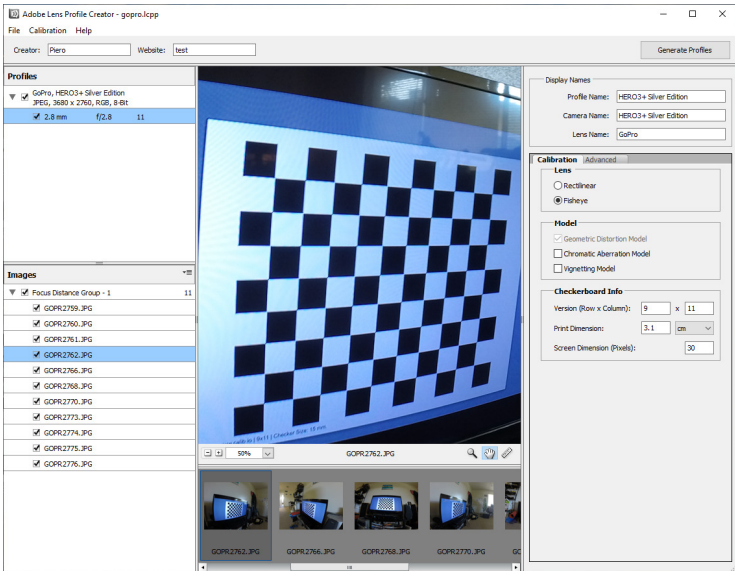 Adobe Lens Profile Creator - gopro.lcpp
File Calibration Help
Creator: Piero Website: test Generate Profiles
Profiles
GoPro, HERO3+ Silver Edition
JPEG, 3680 x 2760, RGB, 8-Bit
2.8 mm f/2.8 11
Images
Focus Distance Group - 1 11
GOPR2759.JPG
GOPR2760.JPG
GOPR2761.JPG
GOPR2762.JPG
GOPR2766.JPG
GOPR2768.JPG
GOPR2770.JPG
GOPR2773.JPG
GOPR2774.JPG
GOPR2775.JPG
GOPR2776.JPG
[ 9x11 ] Checker Size 10 mm
50% GOPR2762.JPG
GOPR2762.JPG GOPR2766.JPG GOPR2768.JPG GOPR2770.JPG
Display Names
Profile Name: HERO3+ Silver Edition
Camera Name: HERO3+ Silver Edition
Lens Name: GoPro
Calibration Advanced
Lens
Rectilinear
Fisheye
Model
Geometric Distortion Model
Chromatic Aberration Model
Vignetting Model
Checkerboard Info
Version (Row x Column): 9 x 11
Print Dimension: 3.1 cm
Screen Dimension (Pixels): 30